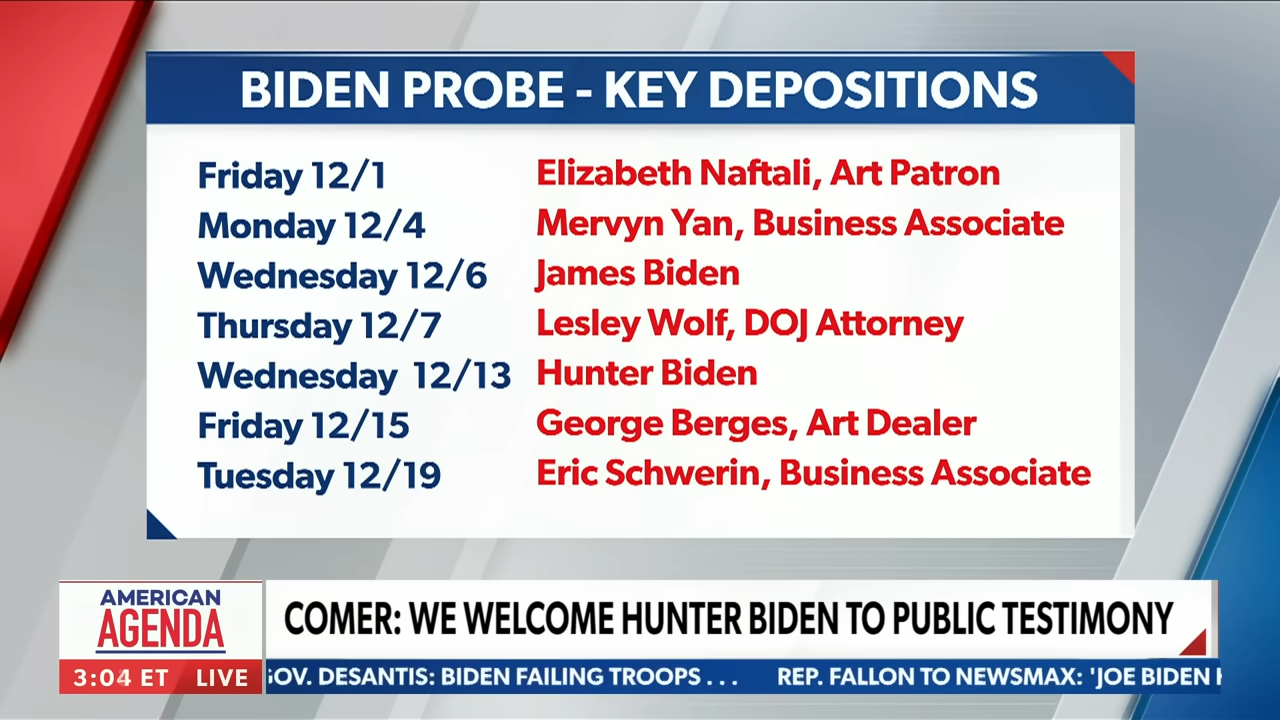 BIDEN PROBE - KEY DEPOSITIONS
Friday 12/1 Elizabeth Naftali, Art Patron
Monday 12/4 Mervyn Yan, Business Associate
Wednesday 12/6 James Biden
Thursday 12/7 Lesley Wolf, DOJ Attorney
Wednesday 12/13 Hunter Biden
Friday 12/15 George Berges, Art Dealer
Tuesday 12/19 Eric Schwerin, Business Associate
AMERICAN
AGENDA
COMER: WE WELCOME HUNTER BIDEN TO PUBLIC TESTIMONY
3:04 ET LIVE
DESANTIS: BIDEN FAILING TROOPS . . . REP. FALLON TO NEWSMAX: 'JOE BIDEN